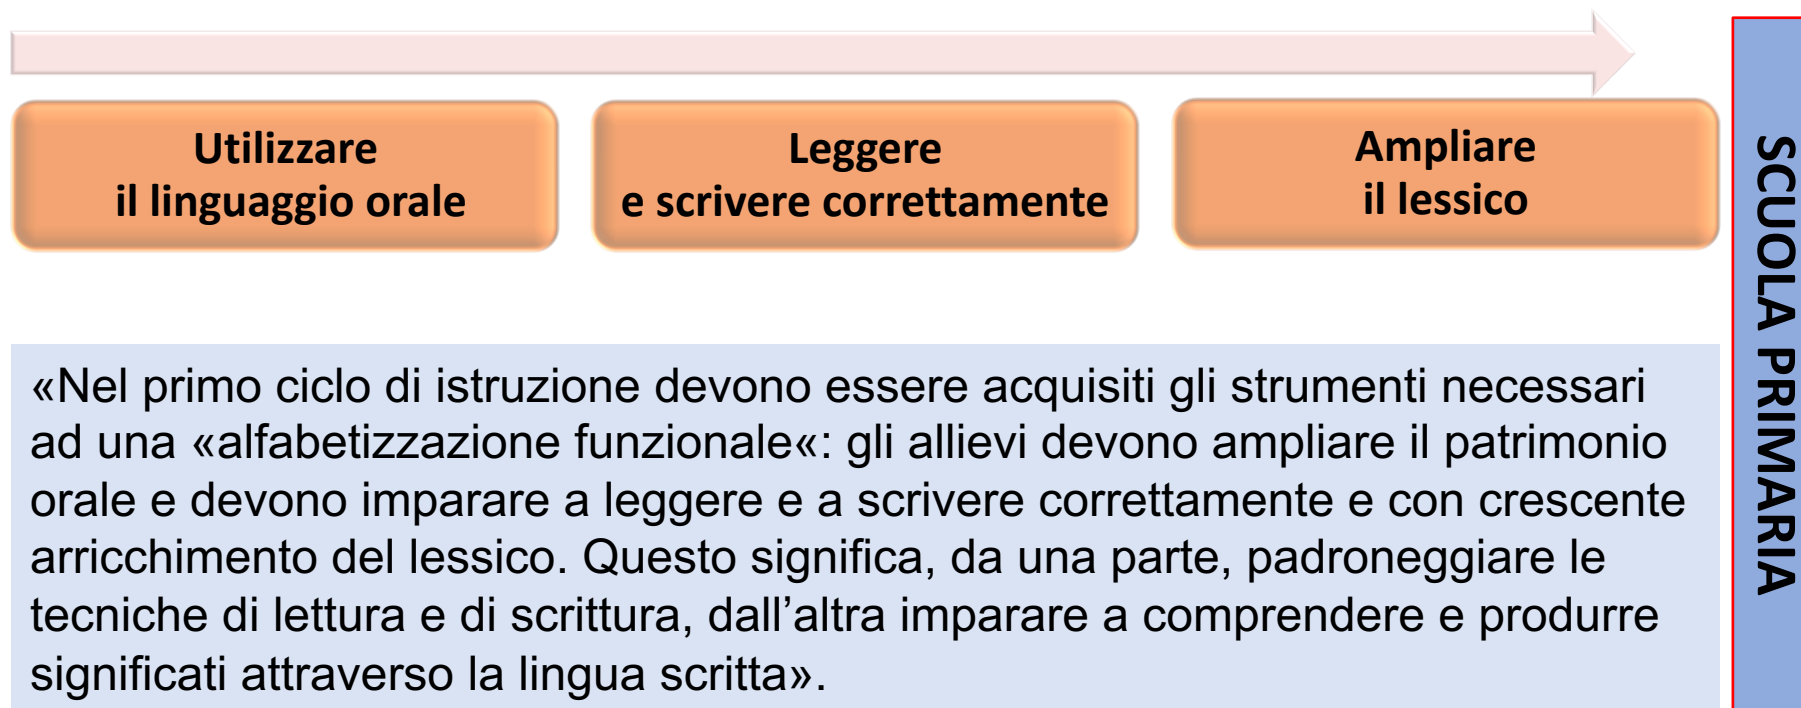 Utilizzare
il linguaggio orale
Leggere
e scrivere correttamente
Ampliare
il lessico
SCUOLA PRIMARIA
«Nel primo ciclo di istruzione devono essere acquisiti gli strumenti necessari
ad una «alfabetizzazione funzionale«: gli allievi devono ampliare il patrimonio
orale e devono imparare a leggere e a scrivere correttamente e con crescente
arricchimento del lessico. Questo significa, da una parte, padroneggiare le
tecniche di lettura e di scrittura, dall’altra imparare a comprendere e produrre
significati attraverso la lingua scritta».